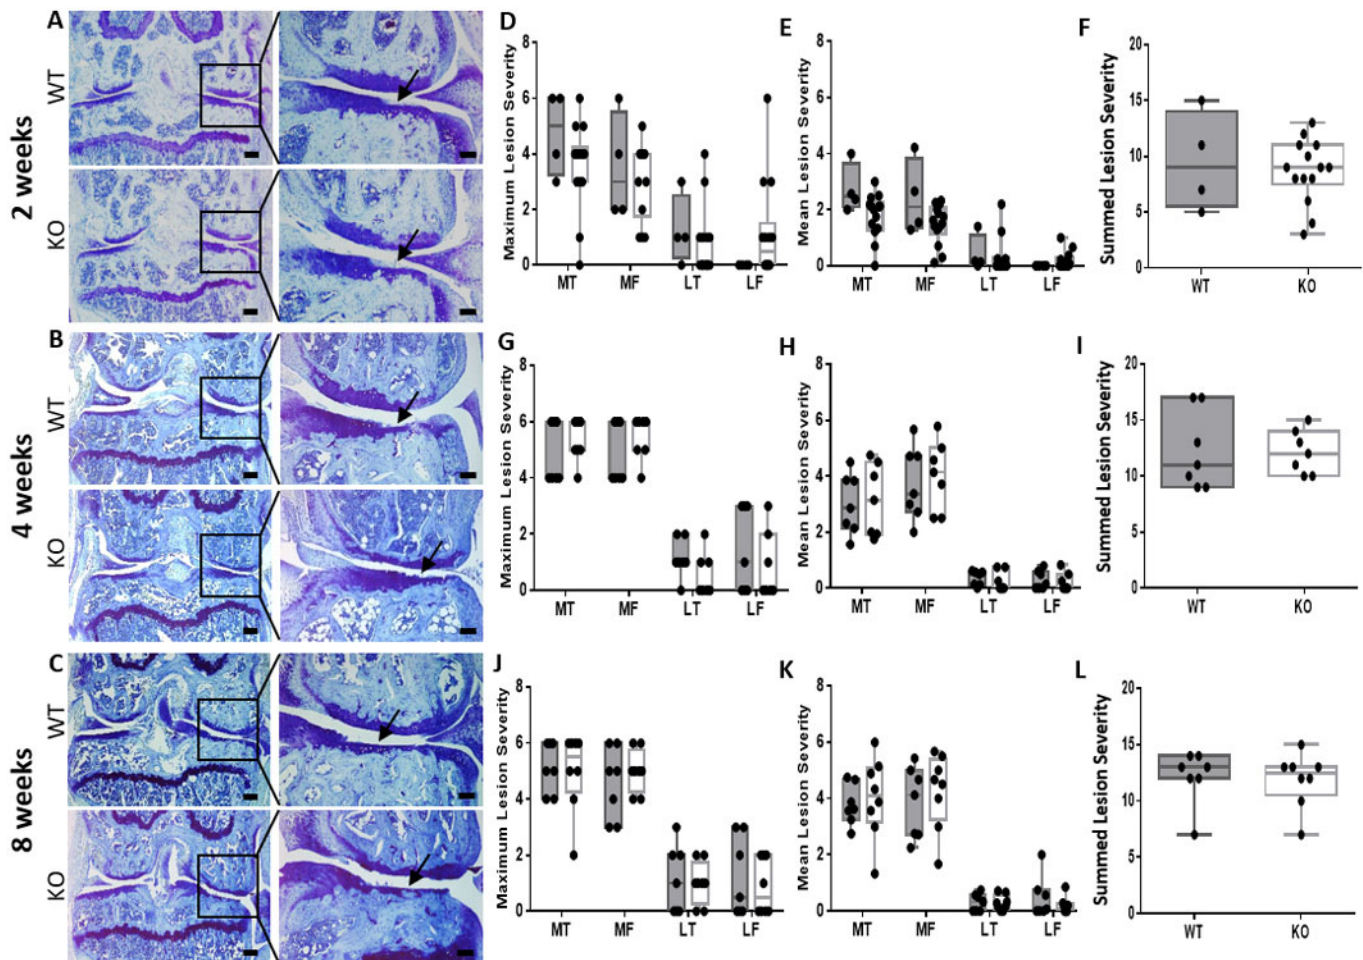 A
WT
KO
2 weeks
D
Maximum Lesion Severity
8
6
4
2
0
MT MF LT LF
E
Mean Lesion Severity
8
6
4
2
0
MT MF LT LF
F
Summed Lesion Severity
20
15
10
5
0
WT KO
B
WT
KO
4 weeks
G
Maximum Lesion Severity
8
6
4
2
0
MT MF LT LF
H
Mean Lesion Severity
8
6
4
2
0
MT MF LT LF
I
Summed Lesion Severity
20
15
10
5
0
WT KO
C
WT
KO
8 weeks
J
Maximum Lesion Severity
8
6
4
2
0
MT MF LT LF
K
Mean Lesion Severity
8
6
4
2
0
MT MF LT LF
L
Summed Lesion Severity
20
15
10
5
0
WT KO